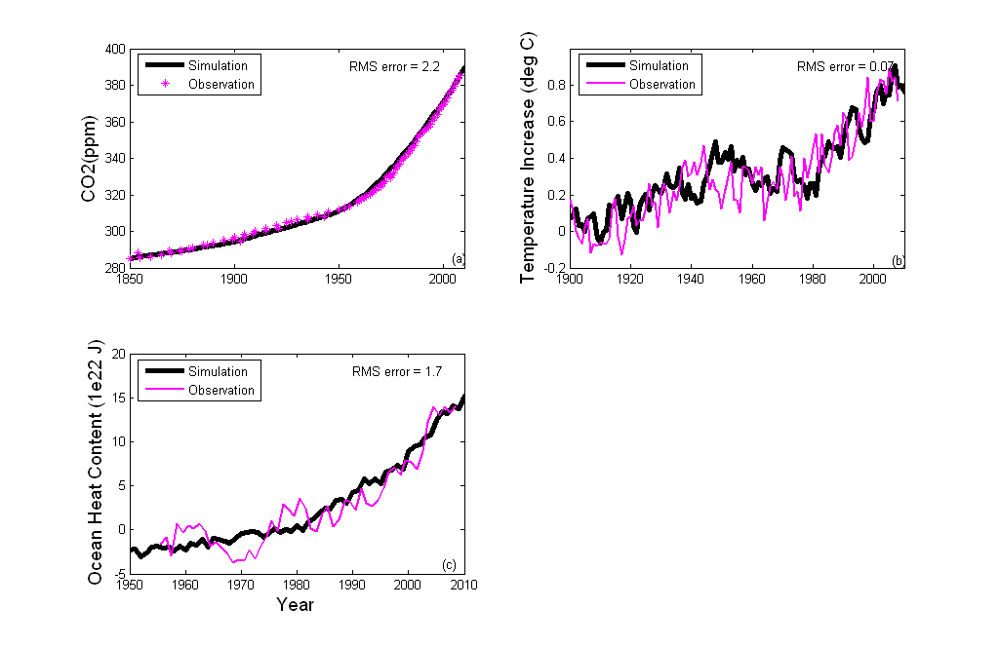 400
380
360
340
320
300
280
CO2(ppm)
Simulation
Observation
RMS error = 2.2
(a)
1850
1900
1950
2000
0.8
0.6
0.4
0.2
0
-0.2
Temperature Increase (deg C)
Simulation
Observation
RMS error = 0.07
(b)
1900
1920
1940
1960
1980
2000
20
15
10
5
0
-5
Ocean Heat Content (1e22 J)
Simulation
Observation
RMS error = 1.7
(c)
1950
1960
1970
1980
1990
2000
2010
Year